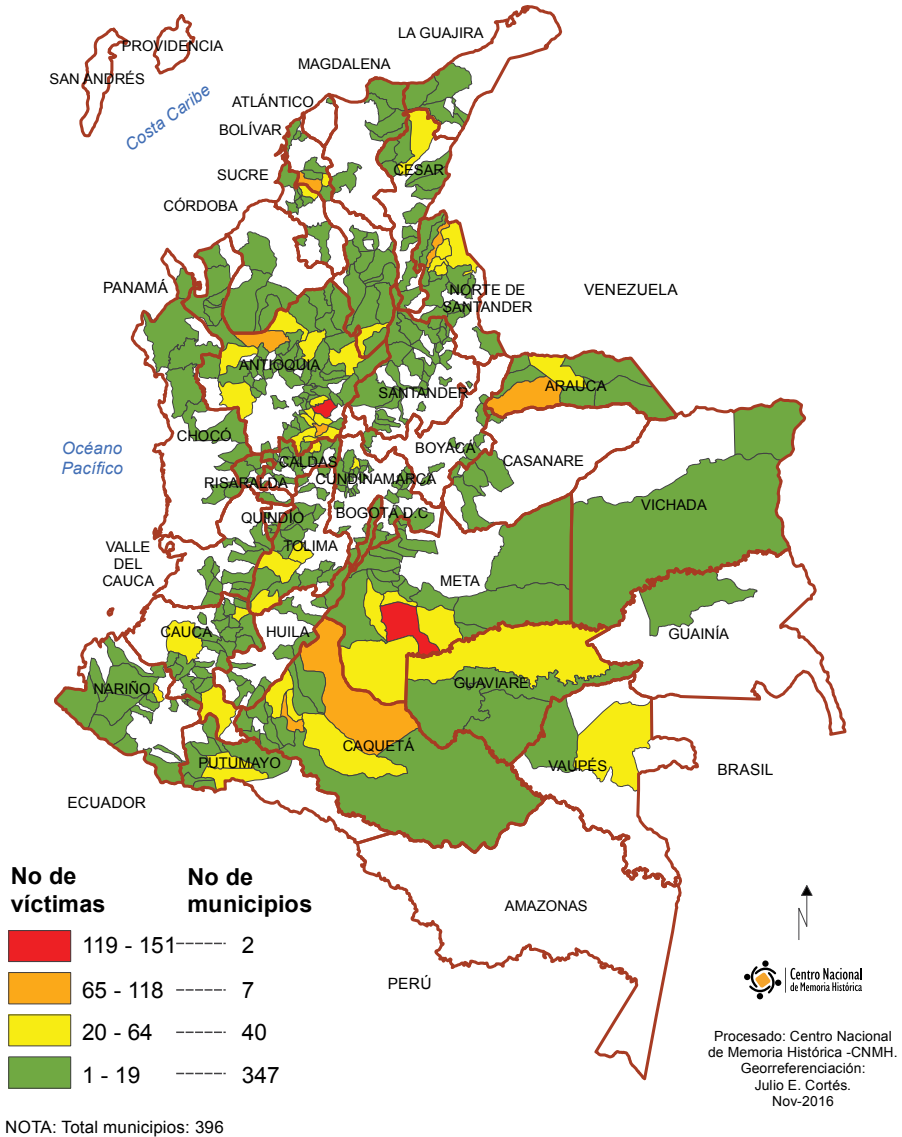 LA GUAJIRA
PROVIDENCIA
MAGDALENA
SAN ANDRÉS
ATLÁNTICO
Costa Caribe
BOLÍVAR
SUCRE
CESAR
CÓRDOBA
PANAMÁ
NORTE DE
SANTANDER
VENEZUELA
ANTIOQUIA
ARAUCA
SANTANDER
CHOCÓ
Océano
Pacífico
BOYACÁ
CASANARE
CALDAS
RISARALDA
CUNDINAMARCA
VICHADA
QUINDIO
BOGOTÁ D.C
VALLE
DEL
CAUCA
TOLIMA
META
CAUCA
HUILA
GUAINÍA
NARIÑO
GUAVIARE
CAQUETÁ
PUTUMAYO
VAUPÉS
BRASIL
ECUADOR
AMAZONAS
PERÚ
No de víctimas
No de municipios
119 - 151 ------ 2
65 - 118 ------ 7
20 - 64 ------ 40
1 - 19 ------ 347
NOTA: Total municipios: 396
N
Centro Nacional
de Memoria Histórica
Procesado: Centro Nacional
de Memoria Histórica -CNMH.
Georreferenciación:
Julio E. Cortés.
Nov-2016